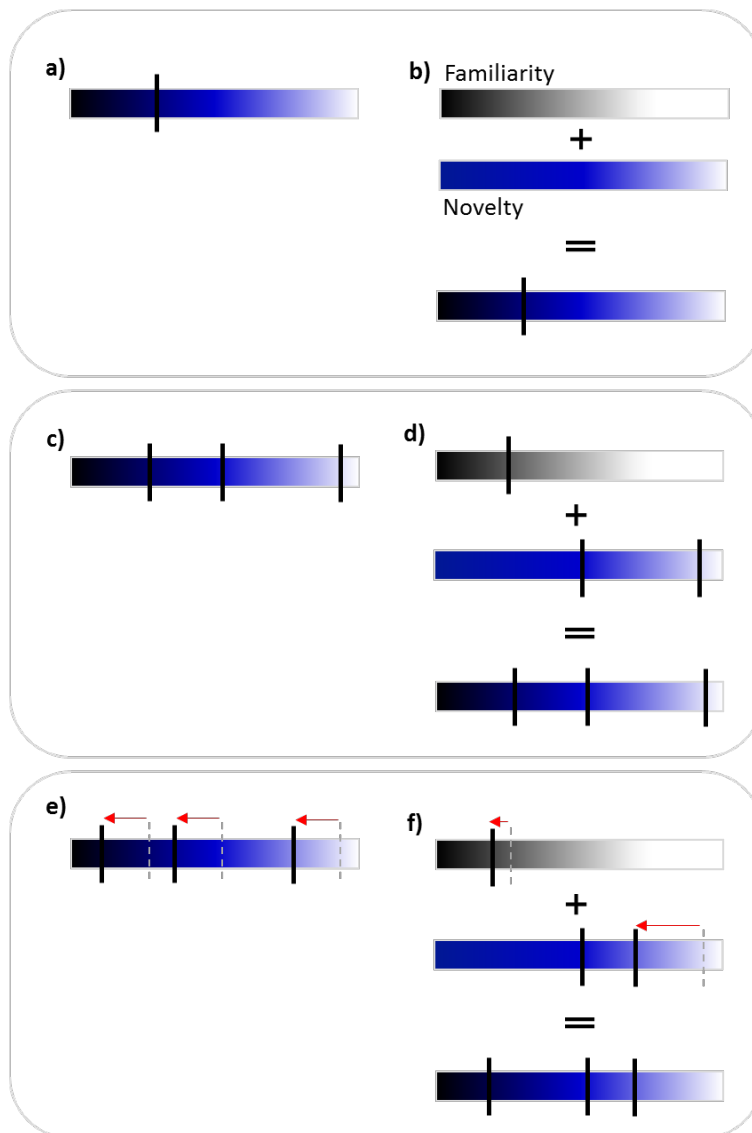 a)
b)
Familiarity
+
Novelty
=
c)
d)
+
=
e)
f)
+
=